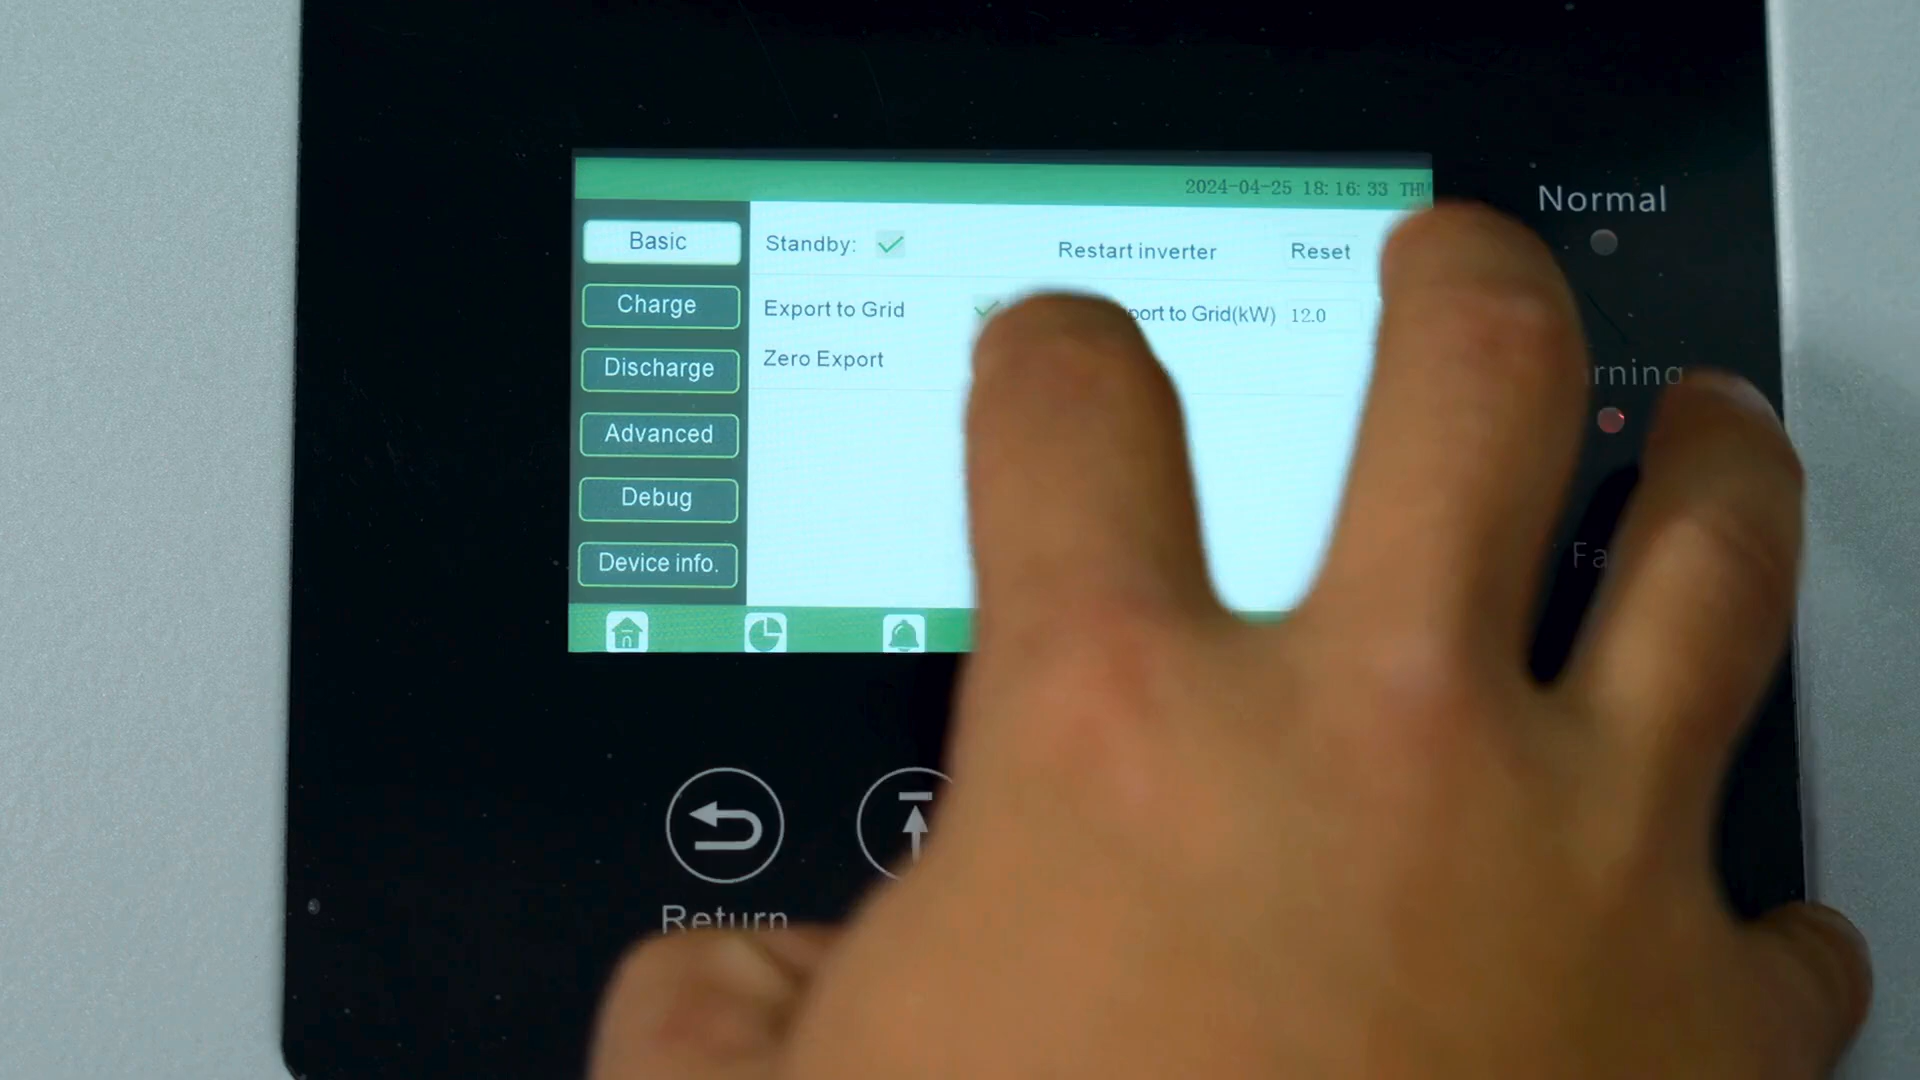 2024-04-25 18:16:33
Basic
Standby:
Restart inverter
Reset
Charge
Export to Grid
to Grid(kW)
12.0
Discharge
Zero Export
Advanced
Debug
Device info.
Normal
Return